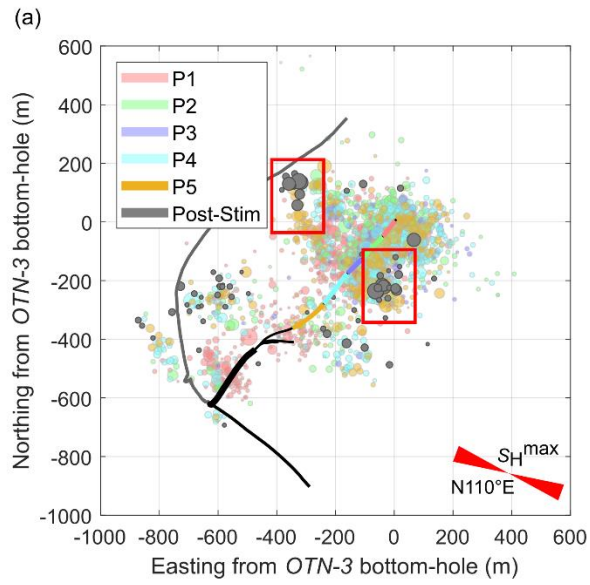 (a)
600
400
200
0
-200
-400
-600
-800
-1000
Northing from OTN-3 bottom-hole (m)
P1
P2
P3
P4
P5
Post-Stim
SHmax
N110°E
-1000 -800 -600 -400 -200 0 200 400 600
Easting from OTN-3 bottom-hole (m)